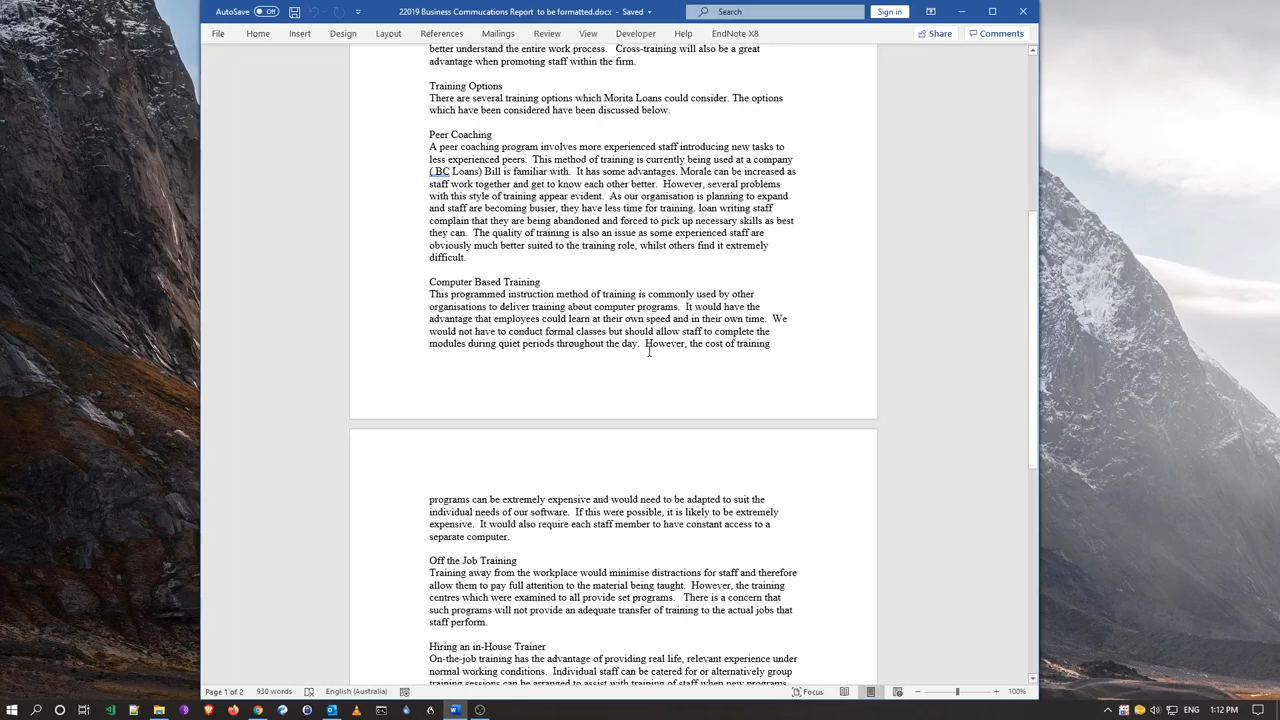 AutoSave Off 22019 Business Commucations Report to be formatted.docx - Saved Search Sign in
File Home Insert Design Layout References Mailings Review View Developer Help EndNote X8 Share Comments
better understand the entire work process. Cross-training will also be a great
advantage when promoting staff within the firm.
Training Options
There are several training options which Morita Loans could consider. The options
which have been considered have been discussed below.
Peer Coaching
A peer coaching program involves more experienced staff introducing new tasks to
less experienced peers. This method of training is currently being used at a company
( BC Loans) Bill is familiar with. It has some advantages. Morale can be increased as
staff work together and get to know each other better. However, several problems
with this style of training appear evident. As our organisation is planning to expand
and staff are becoming busier, they have less time for training. loan writing staff
complain that they are being abandoned and forced to pick up necessary skills as best
they can. The quality of training is also an issue as some experienced staff are
obviously much better suited to the training role, whilst others find it extremely
difficult.
Computer Based Training
This programmed instruction method of training is commonly used by other
organisations to deliver training about computer programs. It would have the
advantage that employees could learn at their own speed and in their own time. We
would not have to conduct formal classes but should allow staff to complete the
modules during quiet periods throughout the day. However, the cost of training
programs can be extremely expensive and would need to be adapted to suit the
individual needs of our software. If this were possible, it is likely to be extremely
expensive. It would also require each staff member to have constant access to a
separate computer.
Off the Job Training
Training away from the workplace would minimise distractions for staff and therefore
allow them to pay full attention to the material being taught. However, the training
centres which were examined to all provide set programs. There is a concern that
such programs will not provide an adequate transfer of training to the actual jobs that
staff perform.
Hiring an in-House Trainer
On-the-job training has the advantage of providing real life, relevant experience under
normal working conditions. Individual staff can be catered for or alternatively group
training sessions can be arranged to assist with training of staff when new programs
Page 1 of 2 930 words English (Australia) Focus 100%
1:12 PM